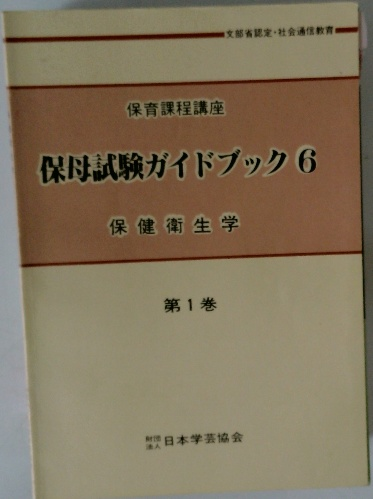 文部省認定・社会通信教育
保育課程講座
保母試験ガイドブック6
保健衛生学
第1巻
財団法人 日本学芸協会